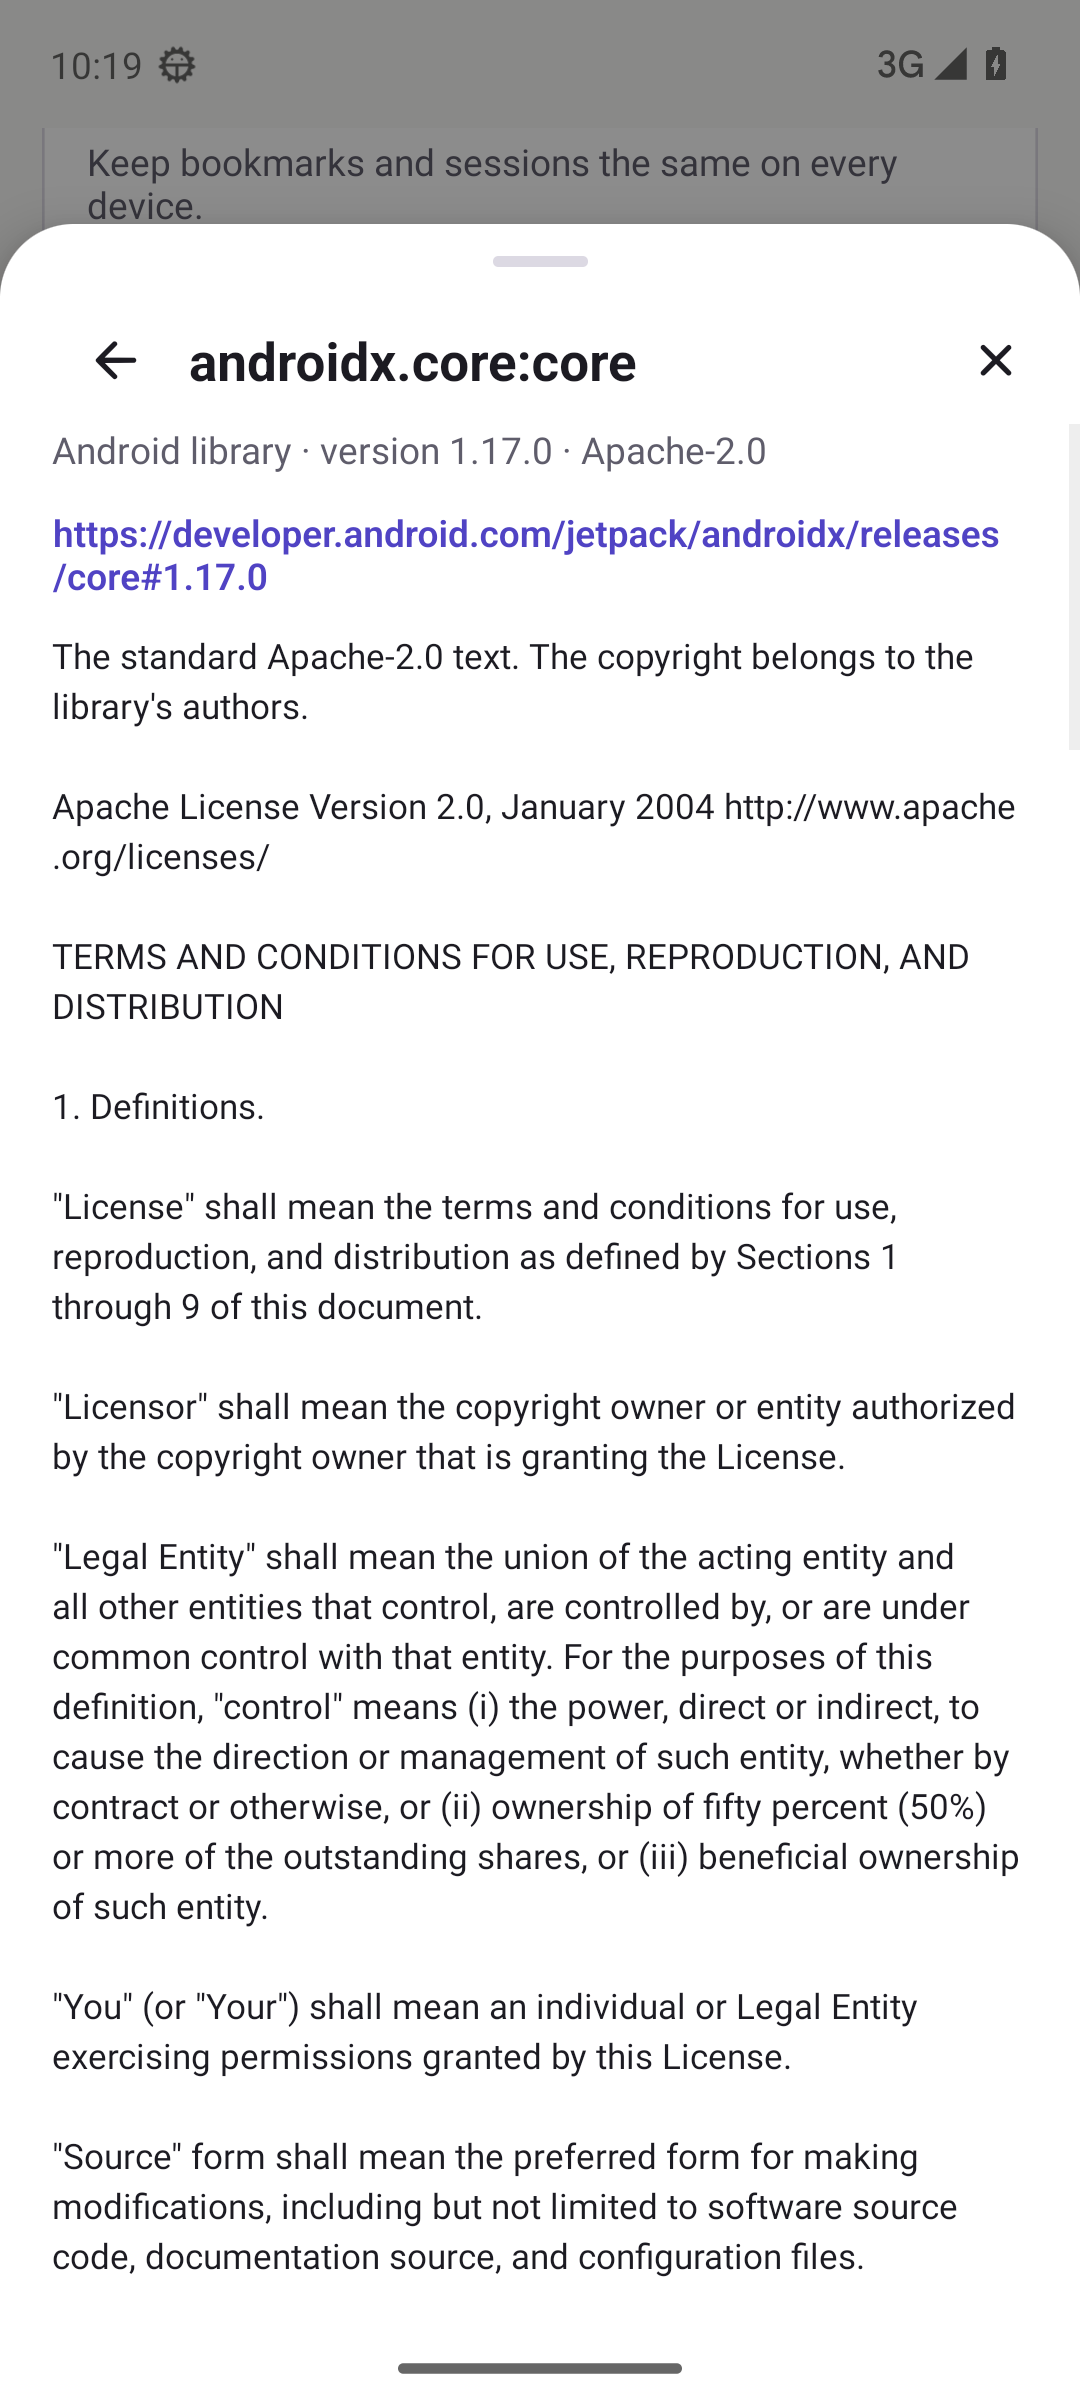 10:19
3G
Keep bookmarks and sessions the same on every
device.
androidx.core:core
Android library · version 1.17.0 · Apache-2.0
https://developer.android.com/jetpack/androidx/releases
/core#1.17.0
The standard Apache-2.0 text. The copyright belongs to the
library's authors.
Apache License Version 2.0, January 2004 http://www.apache
.org/licenses/
TERMS AND CONDITIONS FOR USE, REPRODUCTION, AND
DISTRIBUTION
1. Definitions.
"License" shall mean the terms and conditions for use,
reproduction, and distribution as defined by Sections 1
through 9 of this document.
"Licensor" shall mean the copyright owner or entity authorized
by the copyright owner that is granting the License.
"Legal Entity" shall mean the union of the acting entity and
all other entities that control, are controlled by, or are under
common control with that entity. For the purposes of this
definition, "control" means (i) the power, direct or indirect, to
cause the direction or management of such entity, whether by
contract or otherwise, or (ii) ownership of fifty percent (50%)
or more of the outstanding shares, or (iii) beneficial ownership
of such entity.
"You" (or "Your") shall mean an individual or Legal Entity
exercising permissions granted by this License.
"Source" form shall mean the preferred form for making
modifications, including but not limited to software source
code, documentation source, and configuration files.